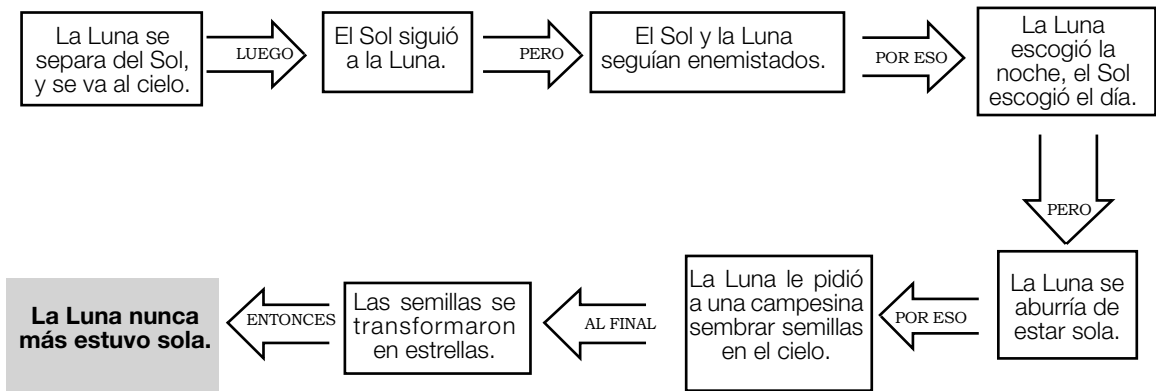 La Luna se
separa del Sol,
y se va al cielo.
LUEGO
El Sol siguió
a la Luna.
PERO
El Sol y la Luna
seguían enemistados.
POR ESO
La Luna
escogió la
noche, el Sol
escogió el día.
PERO
La Luna se
aburría de
estar sola.
POR ESO
La Luna le pidió
a una campesina
sembrar semillas
en el cielo.
AL FINAL
Las semillas se
transformaron
en estrellas.
ENTONCES
La Luna nunca
más estuvo sola.